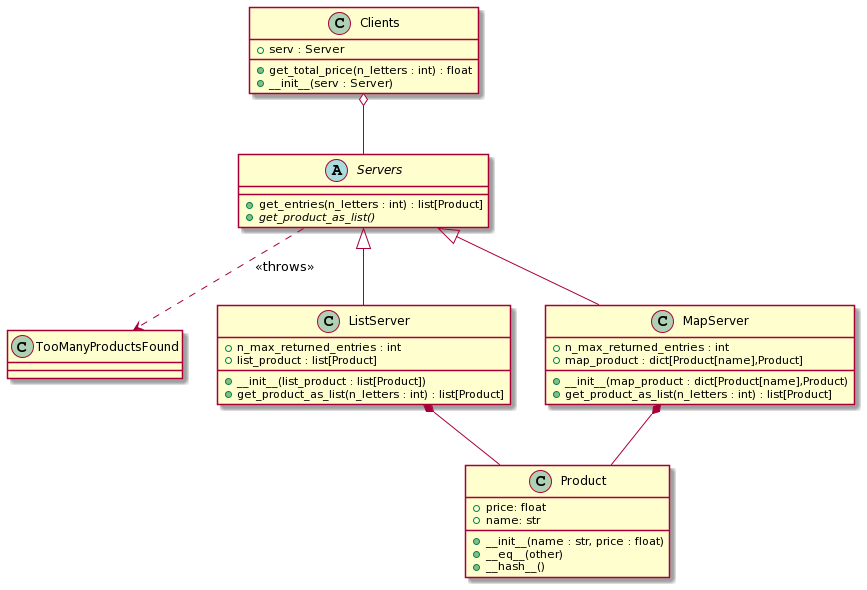 C Clients
serv : Server
get_total_price(n_letters : int) : float
__init__(serv : Server)
A Servers
get_entries(n_letters : int) : list[Product]
get_product_as_list()
«throws»
C TooManyProductsFound
C ListServer
n_max_returned_entries : int
list_product : list[Product]
__init__(list_product : list[Product])
get_product_as_list(n_letters : int) : list[Product]
C MapServer
n_max_returned_entries : int
map_product : dict[Product[name],Product]
__init__(map_product : dict[Product[name],Product)
get_product_as_list(n_letters : int) : list[Product]
C Product
price: float
name: str
__init__(name : str, price : float)
__eq__(other)
__hash__()